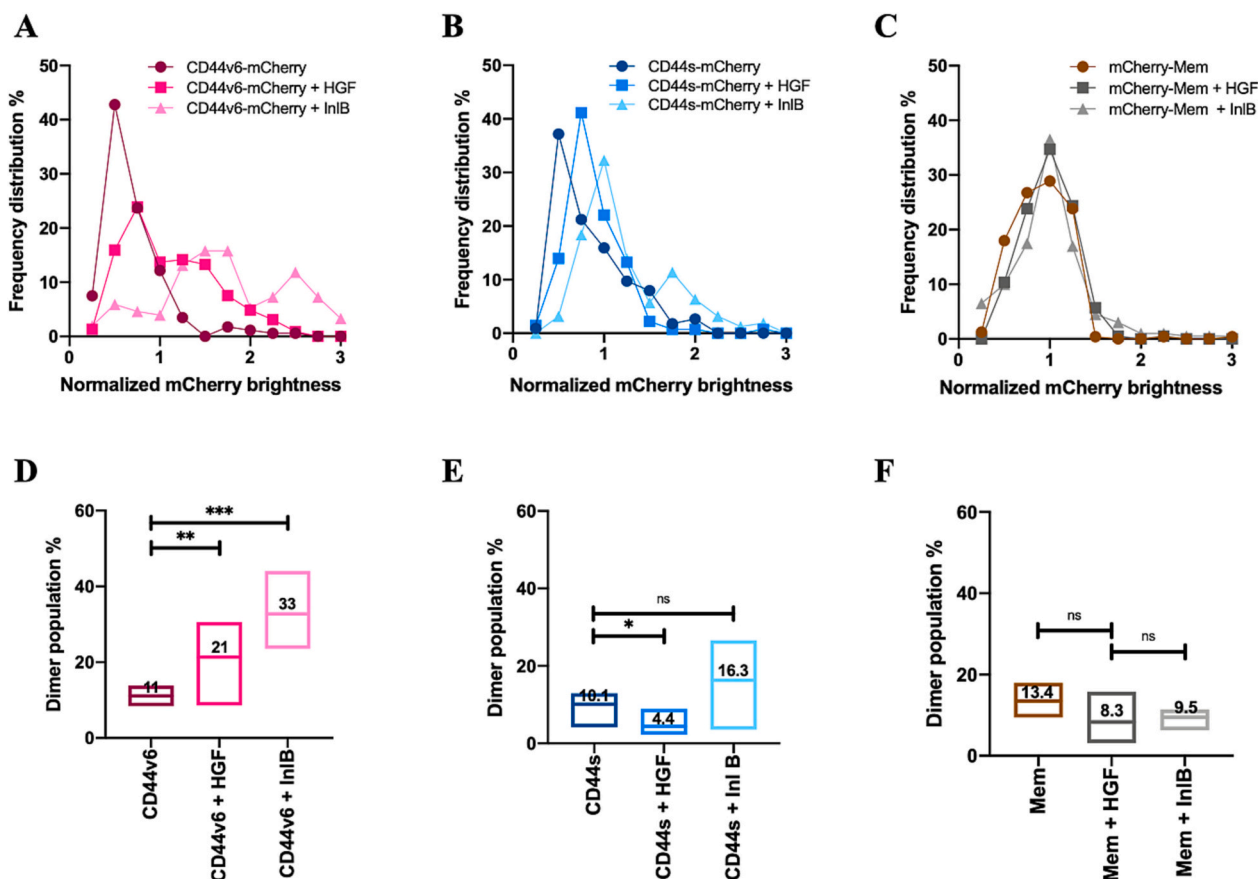 A
CD44v6-mCherry
CD44v6-mCherry + HGF
CD44v6-mCherry + InlB
Frequency distribution %
50
40
30
20
10
0
0
1
2
3
Normalized mCherry brightness
B
CD44s-mCherry
CD44s-mCherry + HGF
CD44s-mCherry + InlB
Frequency distribution %
50
40
30
20
10
0
0
1
2
3
Normalized mCherry brightness
C
mCherry-Mem
mCherry-Mem + HGF
mCherry-Mem + InlB
Frequency distribution %
50
40
30
20
10
0
0
1
2
3
Normalized mCherry brightness
D
Dimer population %
60
40
20
0
***
**
11
21
33
CD44v6
CD44v6 + HGF
CD44v6 + InlB
E
Dimer population %
60
40
20
0
ns
*
10.1
4.4
16.3
CD44s
CD44s + HGF
CD44s + Inl B
F
Dimer population %
60
40
20
0
ns
ns
13.4
8.3
9.5
Mem
Mem + HGF
Mem + InlB